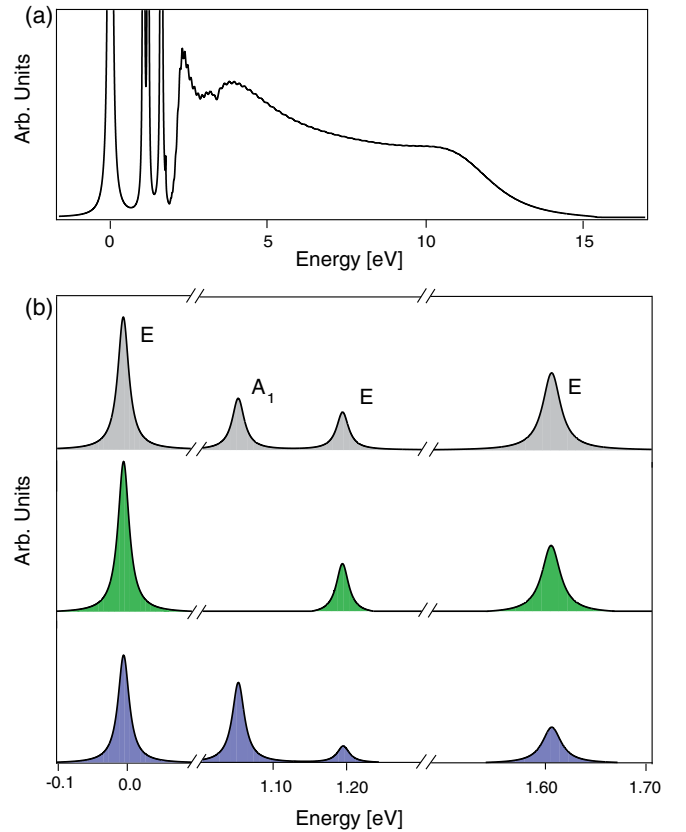 (a)
Arb. Units
0 5 10 15
Energy [eV]
(b)
E
A1
E
E
Arb. Units
-0.1 0.0 1.10 1.20 1.60 1.70
Energy [eV]